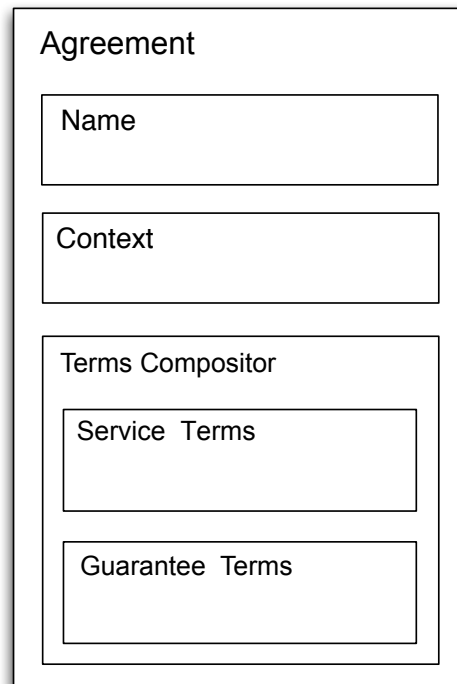 Agreement
Name
Context
Terms Compositor
Service Terms
Guarantee Terms